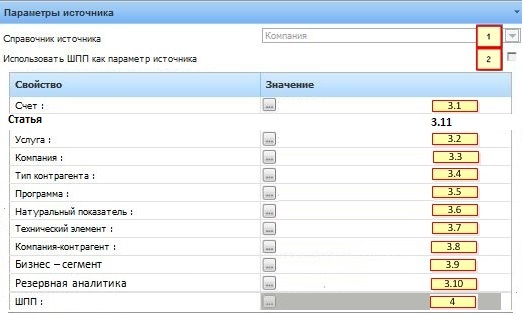 Параметры источника
Справочник источника Компания 1
Использовать ШПП как параметр источника 2
Свойство Значение
Счет : ... 3.1
Статья 3.11
Услуга : ... 3.2
Компания : ... 3.3
Тип контрагента : ... 3.4
Программа : ... 3.5
Натуральный показатель : ... 3.6
Технический элемент : ... 3.7
Компания-контрагент : ... 3.8
Бизнес – сегмент ... 3.9
Резервная аналитика ... 3.10
ШПП : ... 4